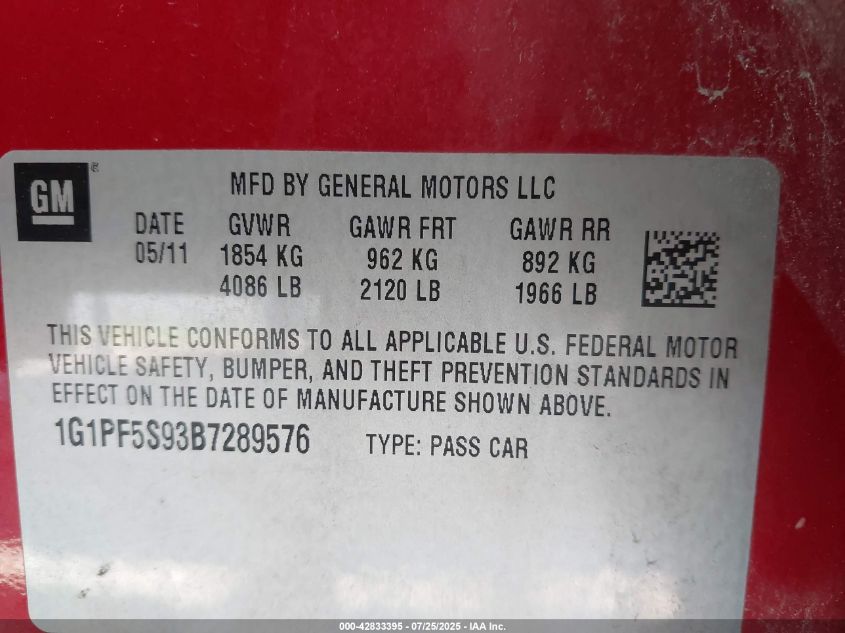 GM®
MFD BY GENERAL MOTORS LLC
DATE GVWR GAWR FRT GAWR RR
05/11 1854 KG 962 KG 892 KG
4086 LB 2120 LB 1966 LB
THIS VEHICLE CONFORMS TO ALL APPLICABLE U.S. FEDERAL MOTOR
VEHICLE SAFETY, BUMPER, AND THEFT PREVENTION STANDARDS IN
EFFECT ON THE DATE OF MANUFACTURE SHOWN ABOVE.
1G1PF5S93B7289576 TYPE: PASS CAR
000-42833395 - 07/25/2025 - IAA Inc.